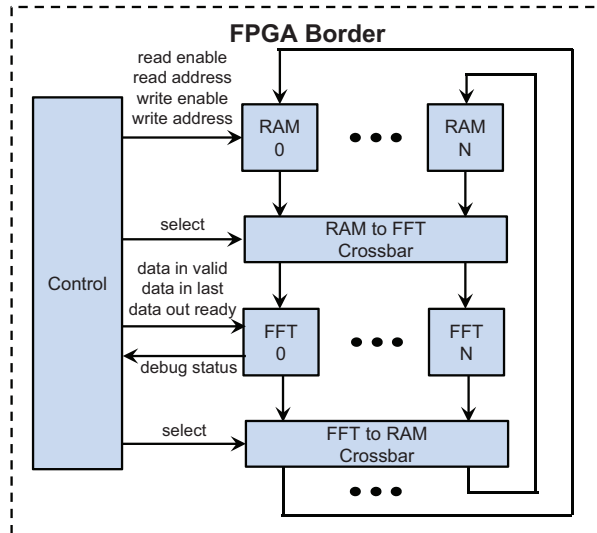 FPGA Border
read enable
read address
write enable
write address
RAM
0
RAM
N
select
RAM to FFT
Crossbar
Control
data in valid
data in last
data out ready
FFT
0
FFT
N
debug status
select
FFT to RAM
Crossbar